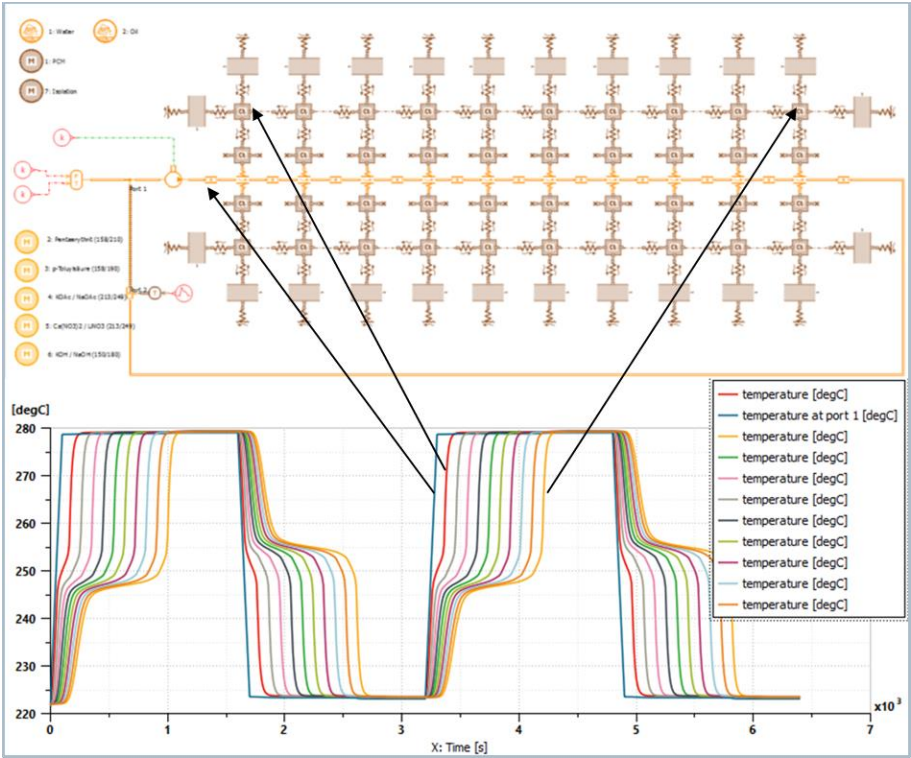 1: Water
2: Oil
1: PCM
7: Isolation
Port 1
2: Pentaerythrit (158/210)
3: p-Toluylsäure (158/180)
Port 2
4: KOAc / NaOAc (213/249)
5: Ca(NO3)2 / LiNO3 (213/249)
6: KOH / NaOH (150/180)
[degC]
280
270
260
250
240
230
220
temperature [degC]
temperature at port 1 [degC]
temperature [degC]
temperature [degC]
temperature [degC]
temperature [degC]
temperature [degC]
temperature [degC]
temperature [degC]
temperature [degC]
temperature [degC]
0 1 2 3 4 5 6 7
x10³
X: Time [s]